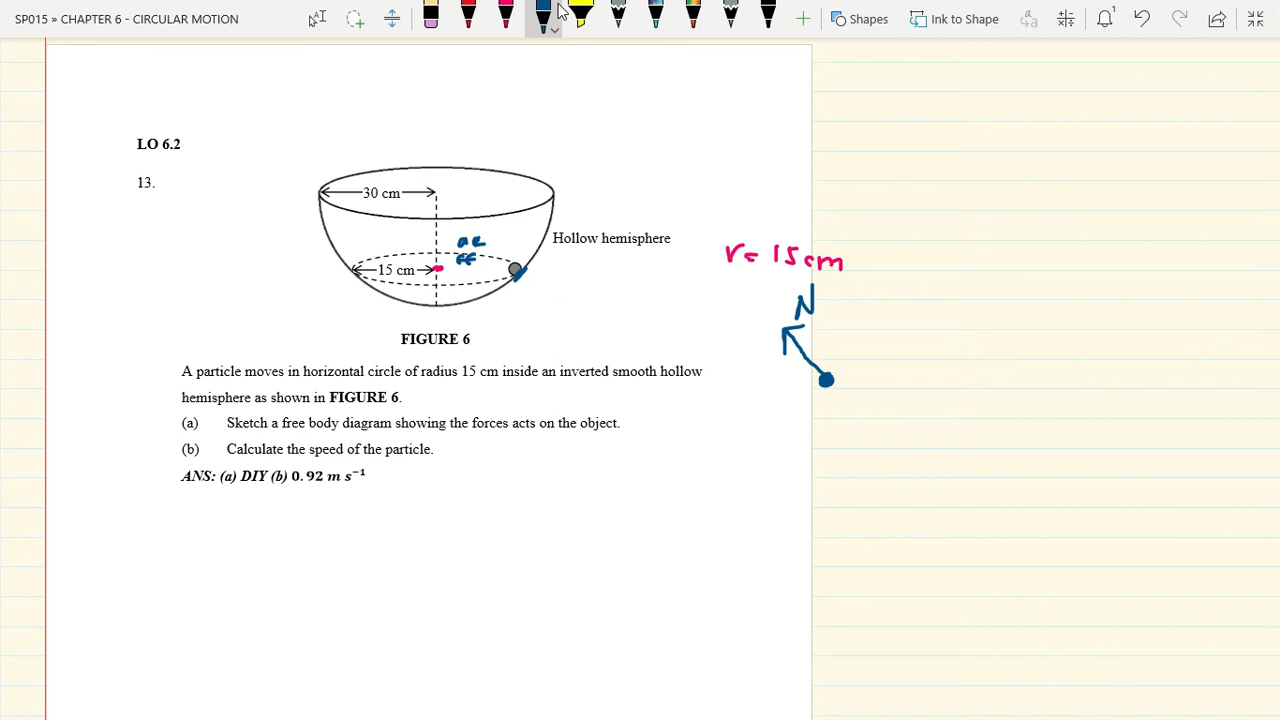 SP015 » CHAPTER 6 - CIRCULAR MOTION
Shapes
Ink to Shape
LO 6.2
13.
30 cm
Hollow hemisphere
15 cm
r = 15 cm
N
FIGURE 6
A particle moves in horizontal circle of radius 15 cm inside an inverted smooth hollow
hemisphere as shown in FIGURE 6.
(a) Sketch a free body diagram showing the forces acts on the object.
(b) Calculate the speed of the particle.
ANS: (a) DIY (b) 0.92 m s⁻¹